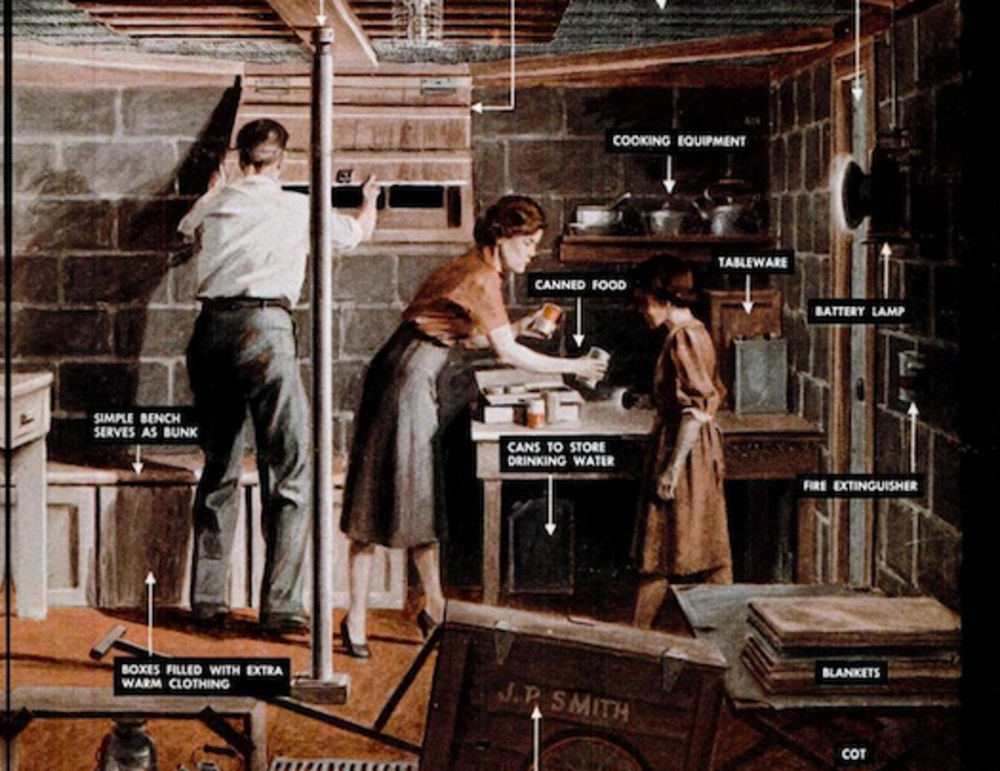 COOKING EQUIPMENT
TABLEWARE
CANNED FOOD
BATTERY LAMP
SIMPLE BENCH
SERVES AS BUNK
CANS TO STORE
DRINKING WATER
FIRE EXTINGUISHER
BOXES FILLED WITH EXTRA
WARM CLOTHING
BLANKETS
J.P. SMITH
COT